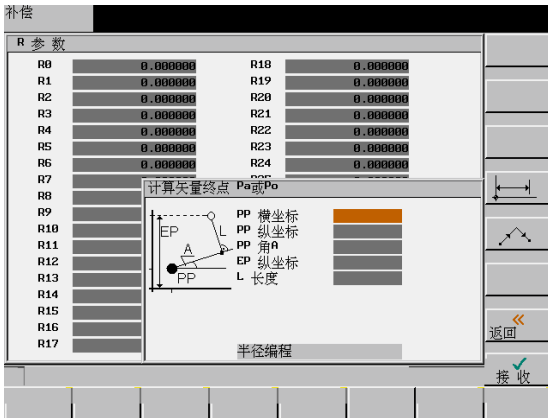 补偿
R 参 数
R0 0.000000 R18 0.000000
R1 0.000000 R19 0.000000
R2 0.000000 R20 0.000000
R3 0.000000 R21 0.000000
R4 0.000000 R22 0.000000
R5 0.000000 R23 0.000000
R6 0.000000 R24 0.000000
R7
R8
R9
R10
R11
R12
R13
R14
R15
R16
R17
计算矢量终点 Pa或Po
PP 横坐标
PP 纵坐标
PP 角A
EP 纵坐标
L 长度
EP
L
A
PP
半径编程
返回
接 收